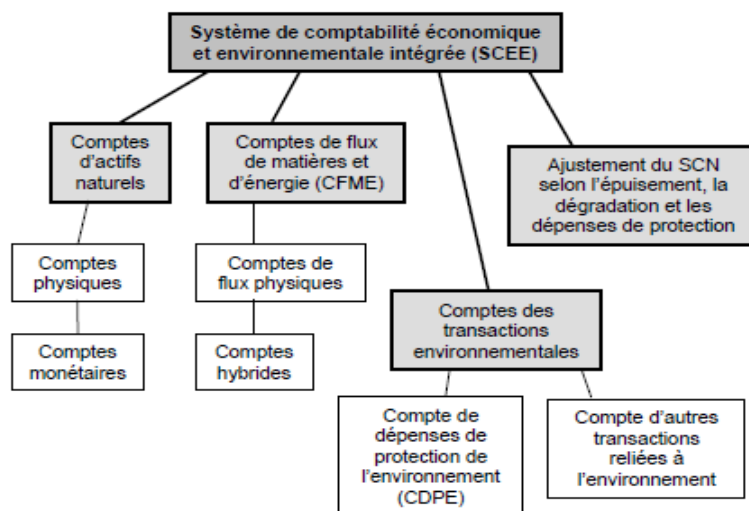 Système de comptabilité économique
et environnementale intégrée (SCEE)
Comptes
d'actifs
naturels
Comptes de flux
de matières et
d'énergie (CFME)
Ajustement du SCN
selon l'épuisement, la
dégradation et les
dépenses de protection
Comptes
physiques
Comptes de
flux physiques
Comptes des
transactions
environnementales
Comptes
monétaires
Comptes
hybrides
Compte de
dépenses de
protection de
l'environnement
(CDPE)
Compte d'autres
transactions
reliées à
l'environnement